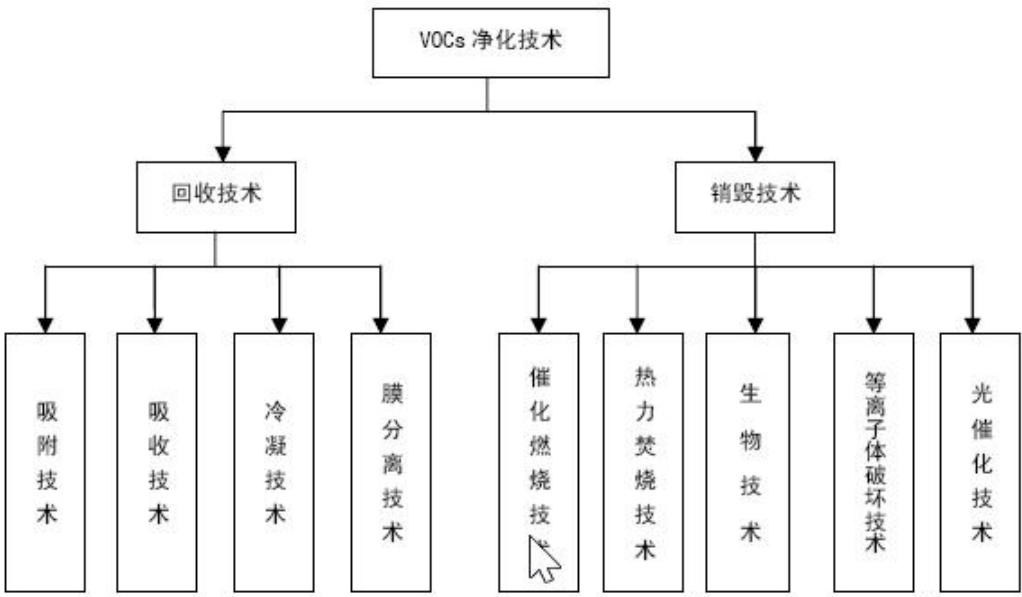 VOCs 净化技术
回收技术
销毁技术
吸附技术
吸收技术
冷凝技术
膜分离技术
催化燃烧技术
热力焚烧技术
生物技术
等离子体破坏技术
光催化技术